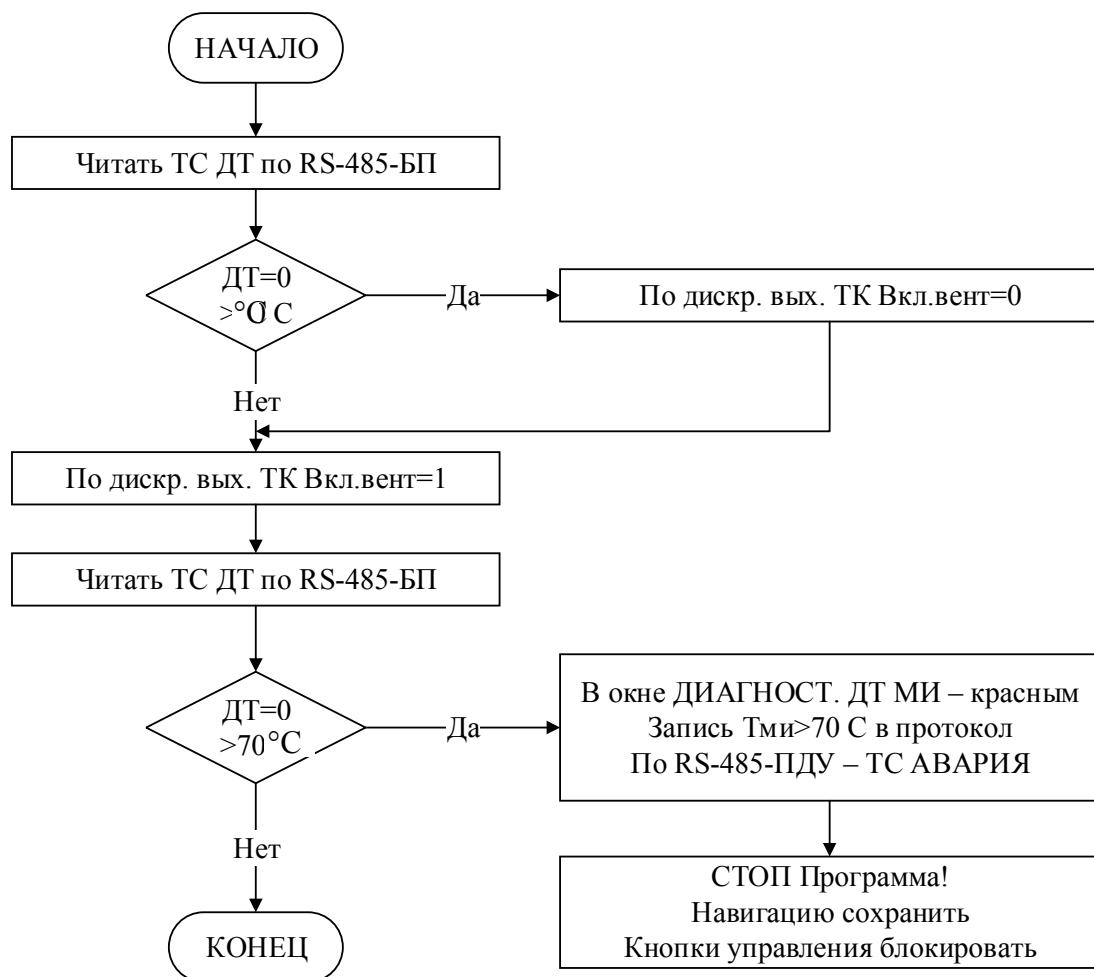 НАЧАЛО
Читать ТС ДТ по RS-485-БП
ДТ=0
Да
По дискр. вых. ТК Вкл.вент=0
Нет
По дискр. вых. ТК Вкл.вент=1
Читать ТС ДТ по RS-485-БП
ДТ=0
>70°C
Да
В окне ДИАГНОСТ. ДТ МИ – красным
Запись Тми>70 С в протокол
По RS-485-ПДУ – ТС АВАРИЯ
Нет
СТОП Программа!
Навигацию сохранить
Кнопки управления блокировать
КОНЕЦ